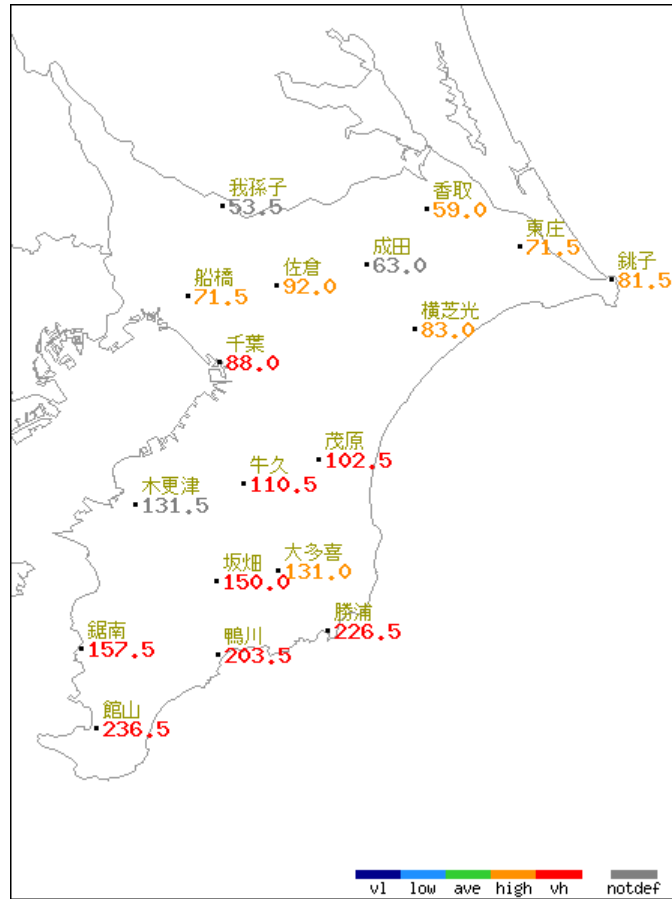 我孫子
53.5
香取
59.0
東庄
71.5
成田
63.0
銚子
81.5
佐倉
92.0
船橋
71.5
横芝光
83.0
千葉
88.0
茂原
102.5
牛久
110.5
木更津
131.5
大多喜
131.0
坂畑
150.0
勝浦
226.5
鋸南
157.5
鴨川
203.5
館山
236.5
vl low ave high vh notdef